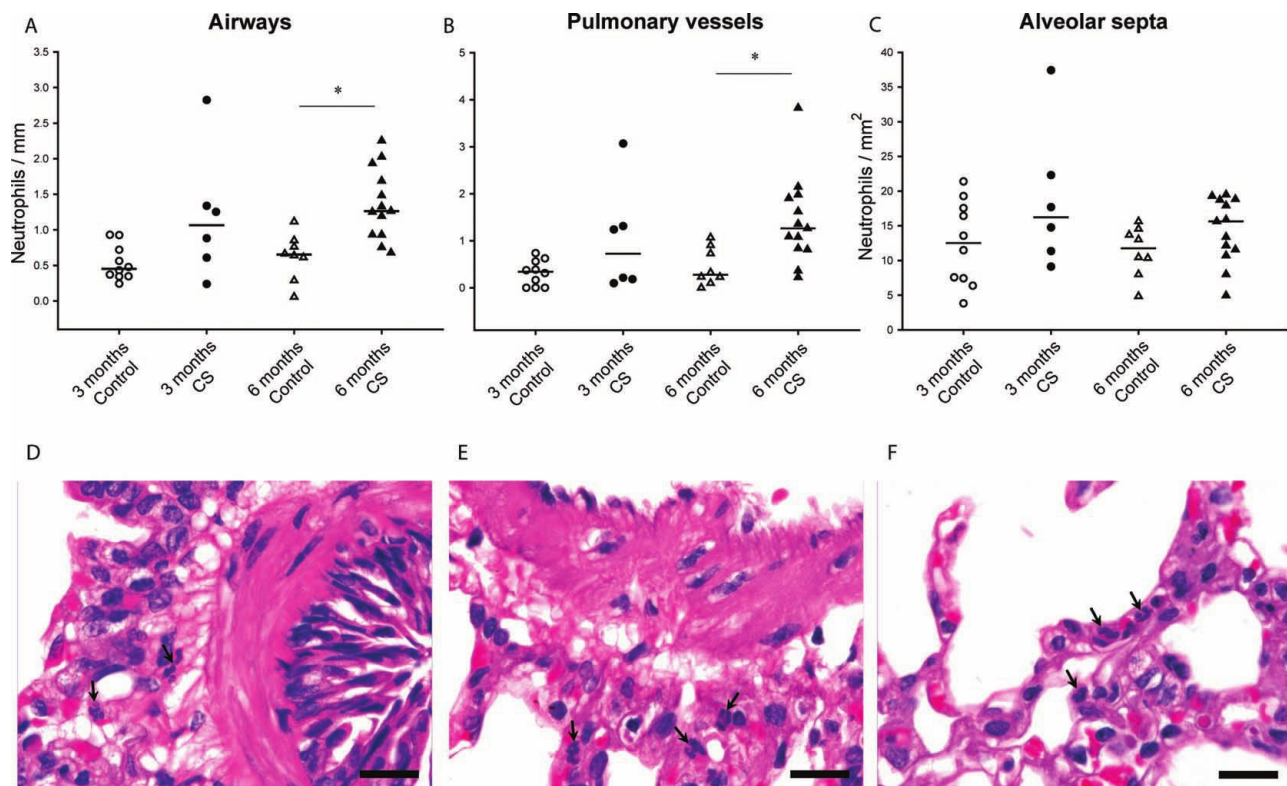 A
Airways
Neutrophils / mm
3.5
3.0
2.5
2.0
1.5
1.0
0.5
0.0
*
3 months
Control
3 months
CS
6 months
Control
6 months
CS
B
Pulmonary vessels
5
4
3
2
1
0
*
3 months
Control
3 months
CS
6 months
Control
6 months
CS
C
Alveolar septa
Neutrophils / mm²
40
35
30
25
20
15
10
5
0
3 months
Control
3 months
CS
6 months
Control
6 months
CS
D
E
F